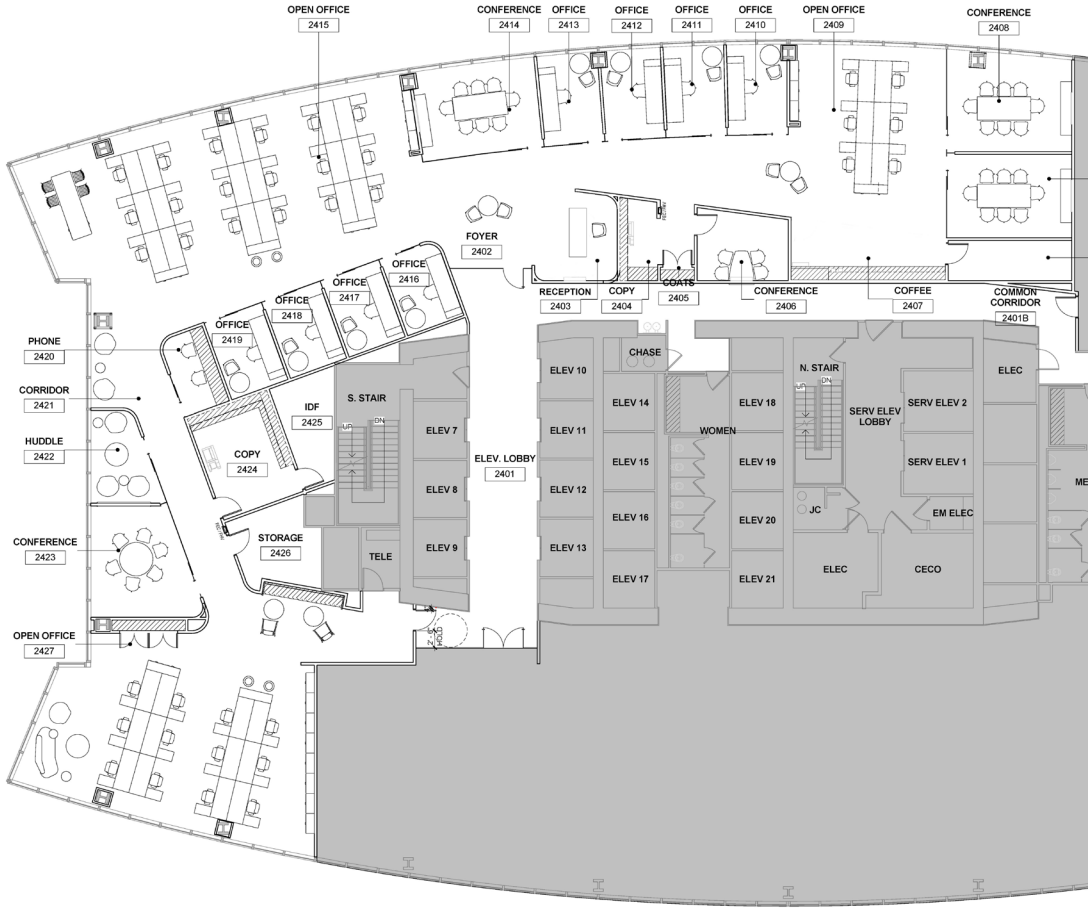 OPEN OFFICE
2415
CONFERENCE
2414
OFFICE
2413
OFFICE
2412
OFFICE
2411
OFFICE
2410
OPEN OFFICE
2409
CONFERENCE
2408
FOYER
2402
OFFICE
2416
OFFICE
2417
OFFICE
2418
OFFICE
2419
RECEPTION
2403
COPY
2404
COATS
2405
CONFERENCE
2406
COFFEE
2407
COMMON
CORRIDOR
2401B
PHONE
2420
CORRIDOR
2421
HUDDLE
2422
CONFERENCE
2423
OPEN OFFICE
2427
IDF
2425
COPY
2424
STORAGE
2426
S. STAIR
UP
DN
TELE
ELEV 7
ELEV 8
ELEV 9
ELEV. LOBBY
2401
ELEV 10
ELEV 11
ELEV 12
ELEV 13
CHASE
ELEV 14
ELEV 15
ELEV 16
ELEV 17
WOMEN
ELEV 18
ELEV 19
ELEV 20
ELEV 21
N. STAIR
UP
DN
SERV ELEV
LOBBY
SERV ELEV 2
SERV ELEV 1
JC
EM ELEC
ELEC
CECO
ELEC
ME
HOLD